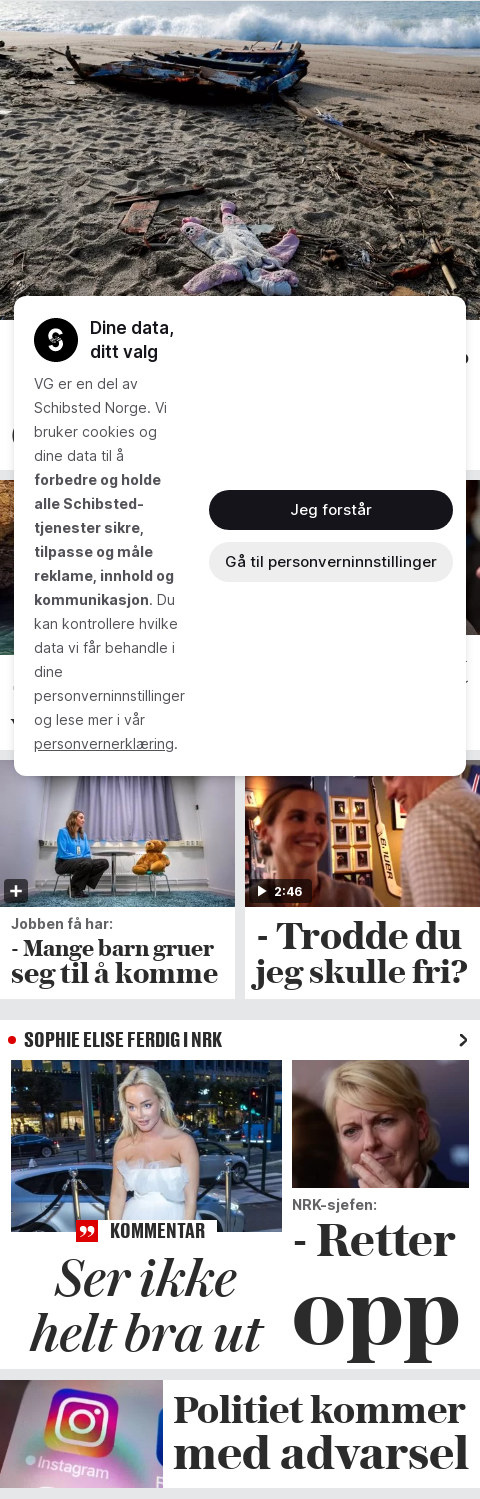 Dine data,
ditt valg
VG er en del av
Schibsted Norge. Vi
bruker cookies og
dine data til å
forbedre og holde
alle Schibsted-
tjenester sikre,
tilpasse og måle
reklame, innhold og
kommunikasjon. Du
kan kontrollere hvilke
data vi får behandle i
dine
personverninnstillinger
og lese mer i vår
personvernerklæring.
Jeg forstår
Gå til personverninnstillinger
2:46
Jobben få har:
- Mange barn gruer
seg til å komme
- Trodde du
jeg skulle fri?
SOPHIE ELISE FERDIG I NRK
KOMMENTAR
Ser ikke
helt bra ut
NRK-sjefen:
- Retter
opp
Instagram
Politiet kommer
med advarsel